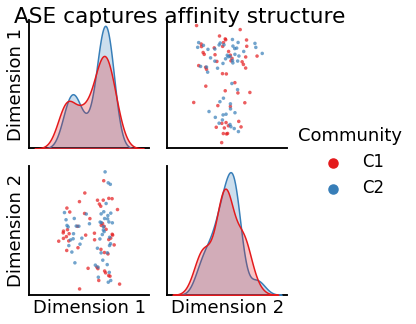 ASE captures affinity structure
Dimension 1
Community
C1
C2
Dimension 2
Dimension 1
Dimension 2